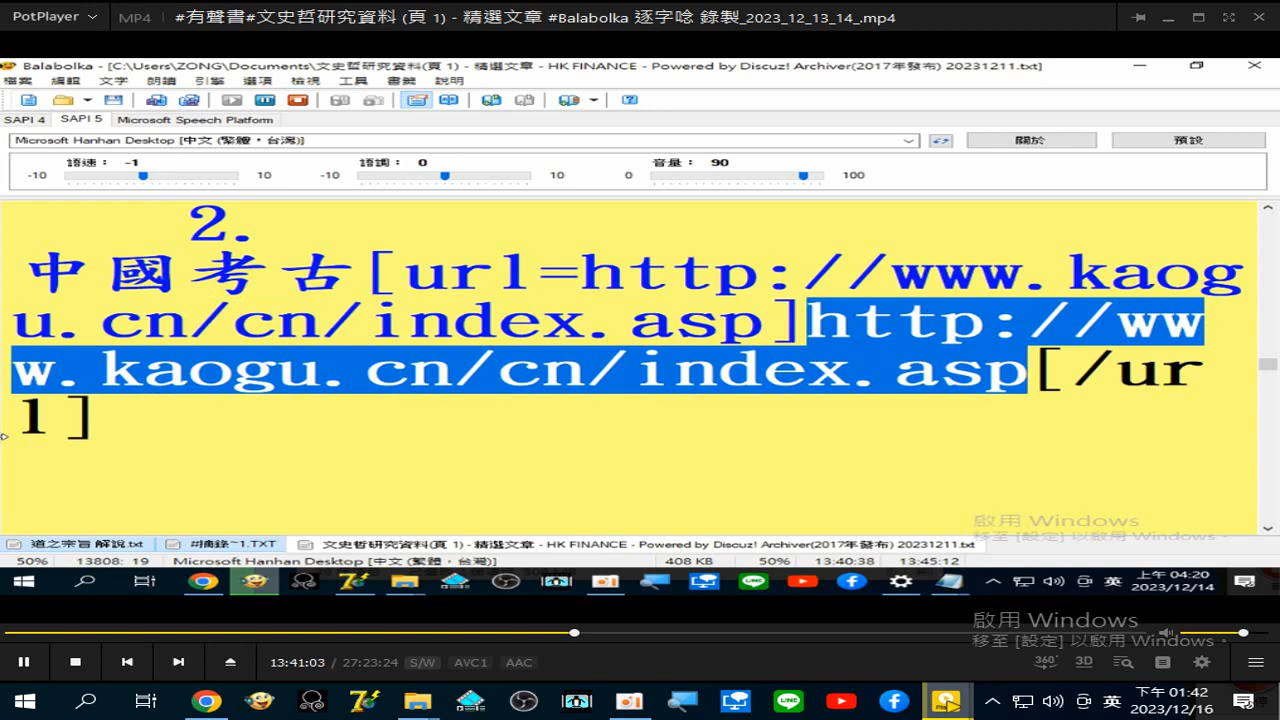 PotPlayer MP4 #有聲書#文史哲研究資料 (頁 1) - 精選文章 #Balabolka 逐字唸 錄製_2023_12_13_14_.mp4
Balabolka - [C:\Users\ZONG\Documents\文史哲研究資料(頁 1) - 精選文章 - HK FINANCE - Powered by Discuz! Archiver(2017年發布) 20231211.txt]
檔案 編輯 文字 朗讀 引擎 選項 檢視 工具 書籤 說明
SAPI 4 SAPI 5 Microsoft Speech Platform
Microsoft Hanhan Desktop [中文 (繁體，台灣)] 關於 預設
語速： -1 語調： 0 音量： 90
-10 10 -10 10 0 100
2.
中國考古[url=http://www.kaog
u.cn/cn/index.asp]http://ww
w.kaogu.cn/cn/index.asp[/ur
l]
啟用 Windows
移至 [設定] 以啟用 Windows。
道之宗旨 解說.txt #摘錄~1.TXT 文史哲研究資料(頁 1) - 精選文章 - HK FINANCE - Powered by Discuz! Archiver(2017年發布) 20231211.txt
50% 13808: 19 Microsoft Hanhan Desktop [中文 (繁體，台灣)] 408 KB 50% 13:40:38 13:45:12
英 上午 04:20
2023/12/14
啟用 Windows
移至 [設定] 以啟用 Windows。
13:41:03 / 27:23:24 S/W AVC1 AAC 360° 3D
英 下午 01:42
2023/12/16